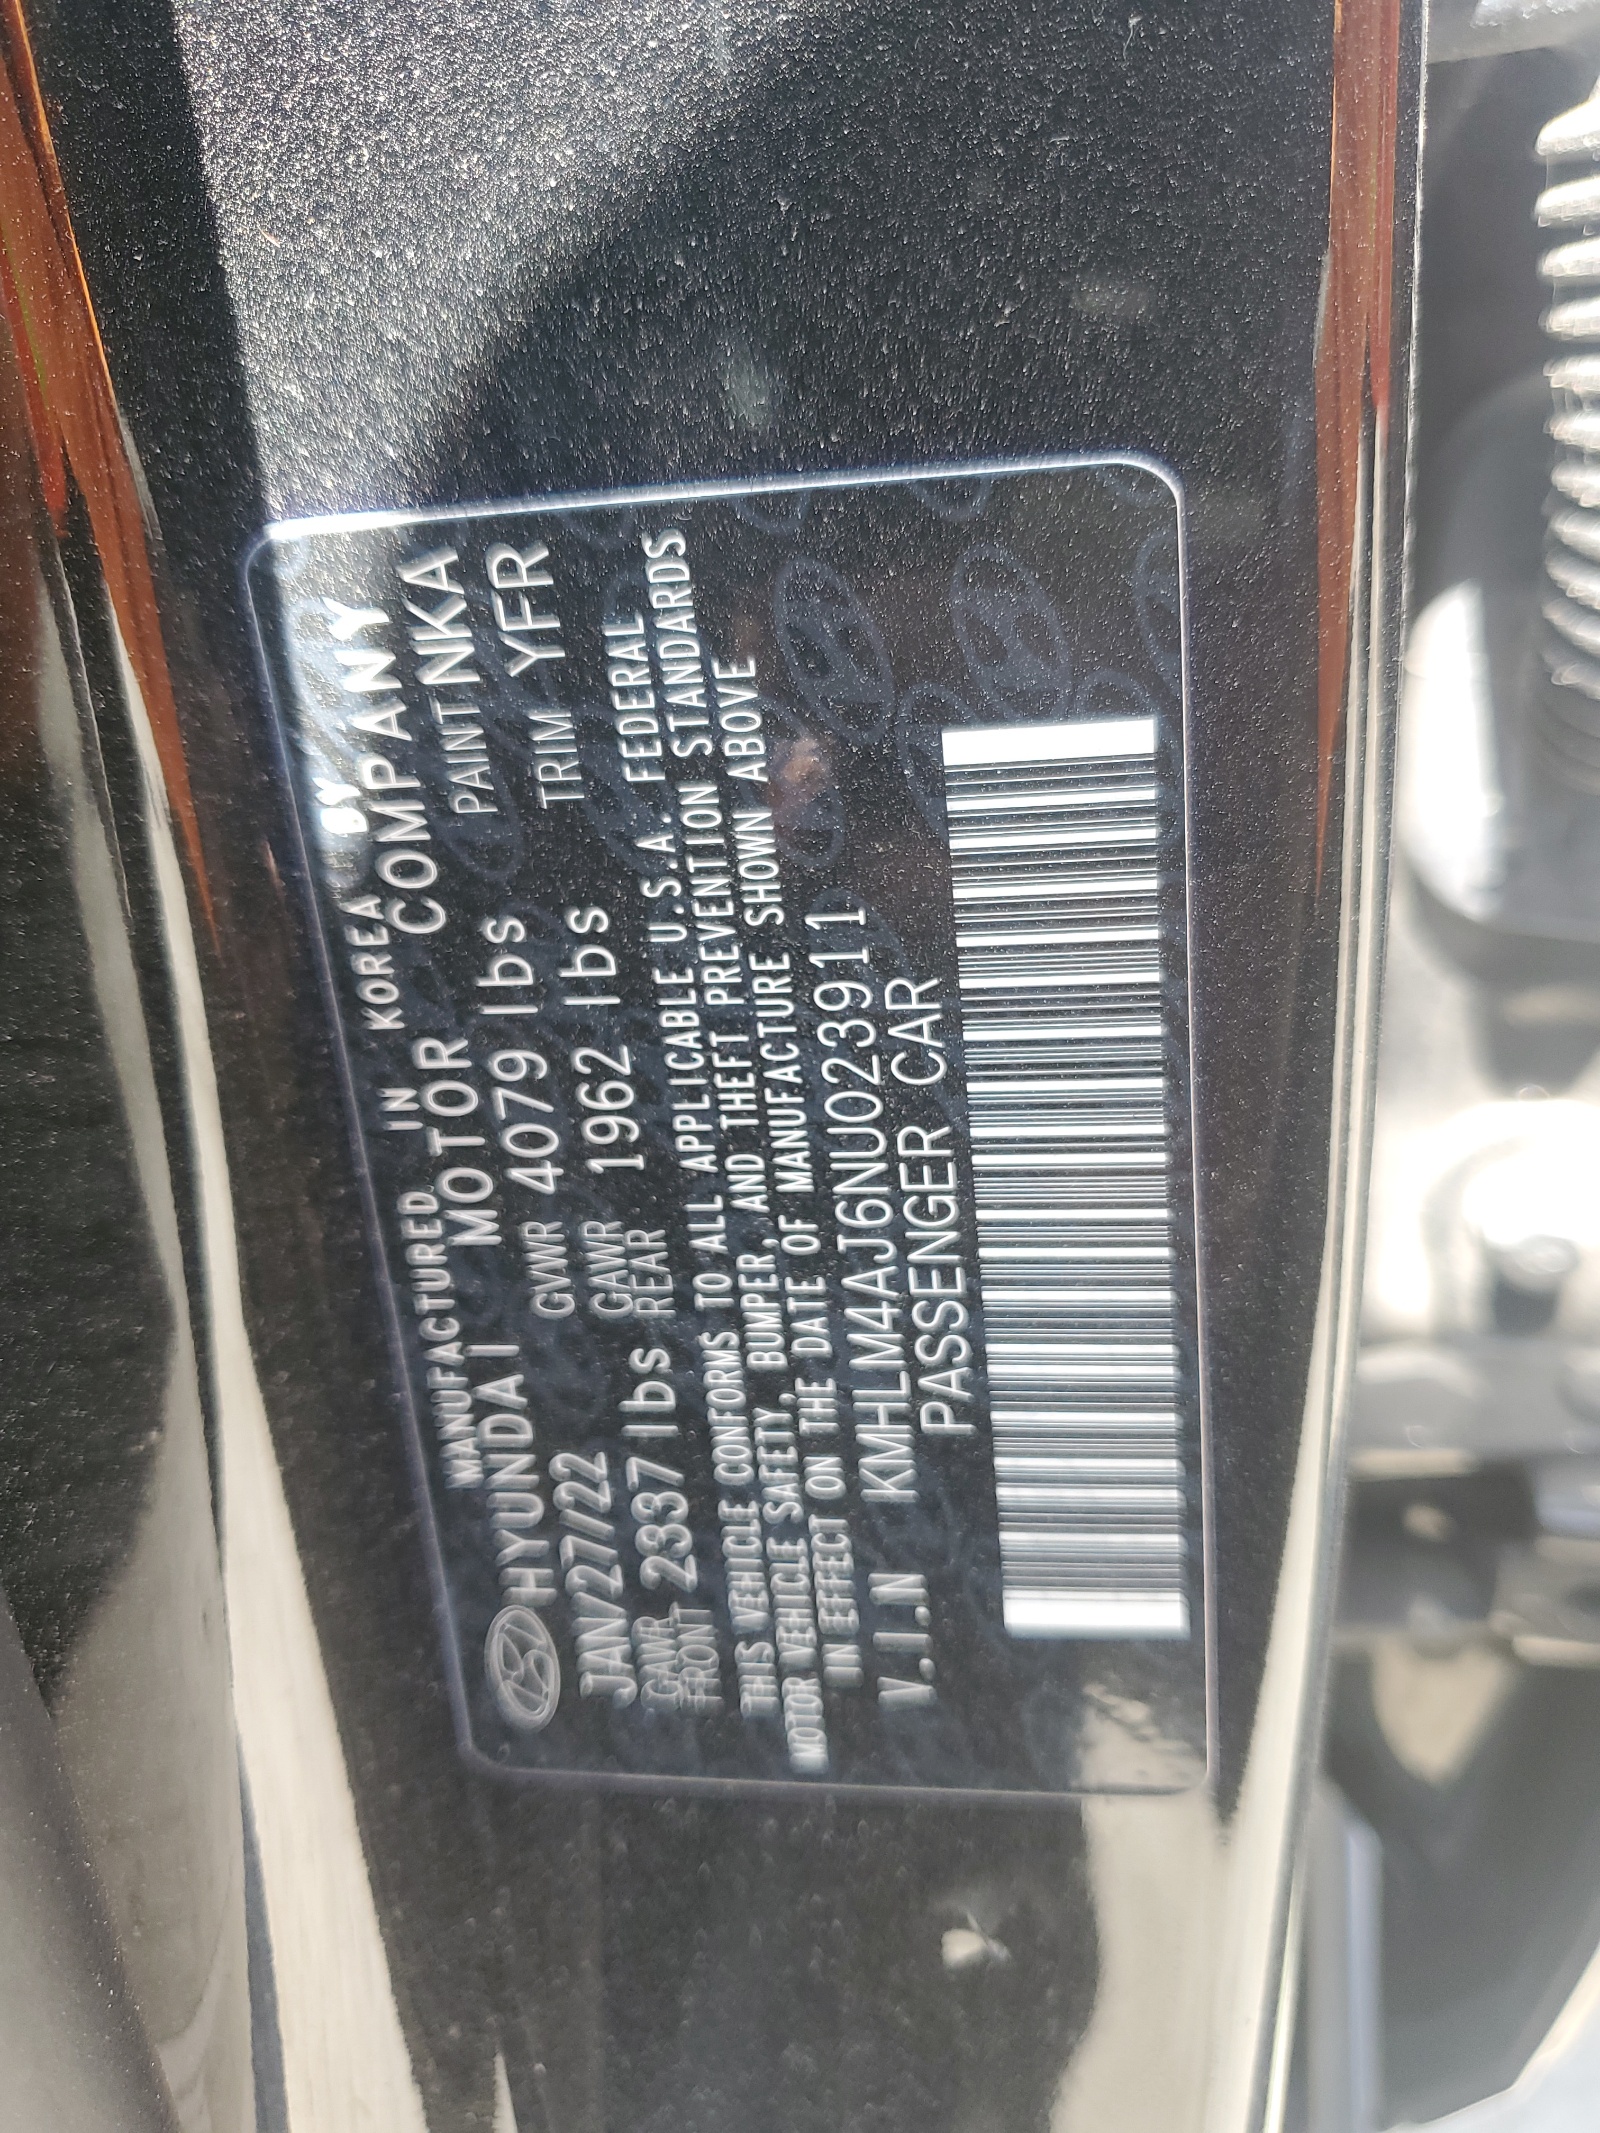 MANUFACTURED IN KOREA BY
HYUNDAI MOTOR COMPANY
JAN/27/22 GVWR 4079 lbs PAINT NKA
GAWR FRONT 2337 lbs GAWR REAR 1962 lbs TRIM YFR
THIS VEHICLE CONFORMS TO ALL APPLICABLE U.S.A. FEDERAL
MOTOR VEHICLE SAFETY, BUMPER, AND THEFT PREVENTION STANDARDS
IN EFFECT ON THE DATE OF MANUFACTURE SHOWN ABOVE
V.I.N KMHLM4AJ6NU023911
PASSENGER CAR